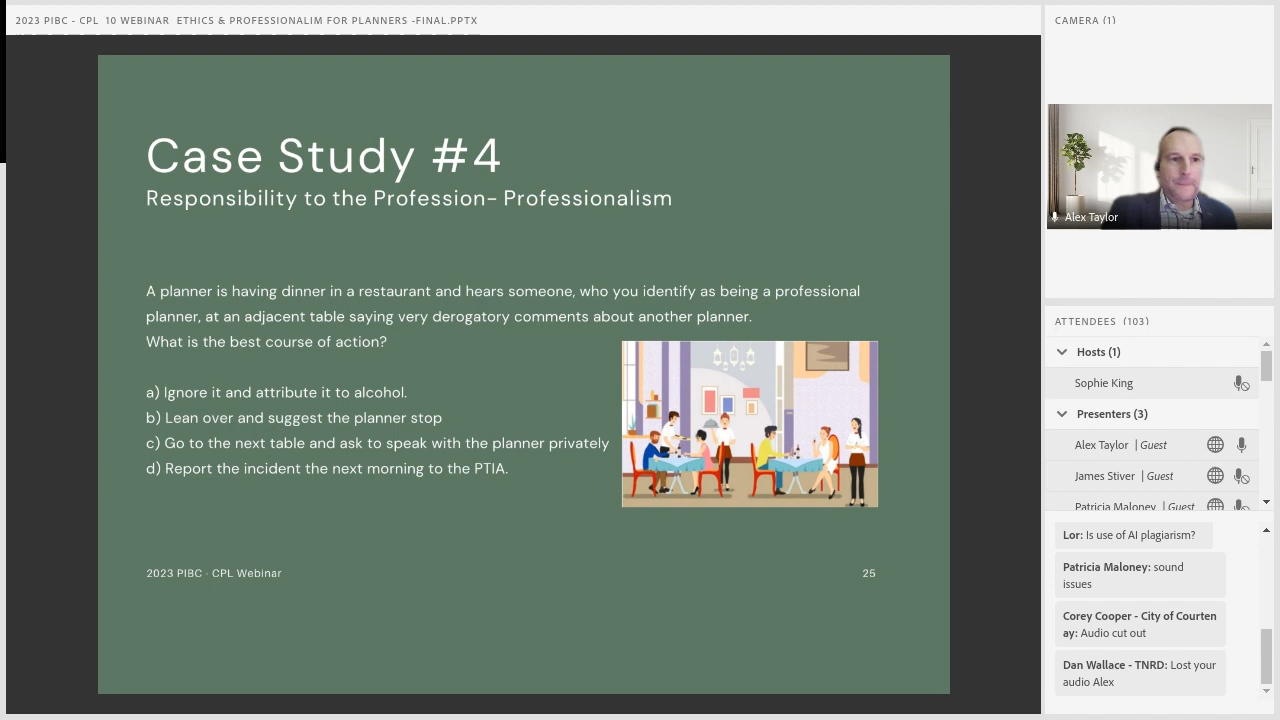 2023 PIBC - CPL  10 WEBINAR  ETHICS & PROFESSIONALIM FOR PLANNERS -FINAL.PPTX
Case Study #4
Responsibility to the Profession- Professionalism
A planner is having dinner in a restaurant and hears someone, who you identify as being a professional
planner, at an adjacent table saying very derogatory comments about another planner.
What is the best course of action?
a) Ignore it and attribute it to alcohol.
b) Lean over and suggest the planner stop
c) Go to the next table and ask to speak with the planner privately
d) Report the incident the next morning to the PTIA.
2023 PIBC · CPL Webinar
25
CAMERA (1)
Alex Taylor
ATTENDEES (103)
Hosts (1)
Sophie King
Presenters (3)
Alex Taylor | Guest
James Stiver | Guest
Patricia Maloney | Guest
Lor: Is use of AI plagiarism?
Patricia Maloney: sound
issues
Corey Cooper - City of Courten
ay: Audio cut out
Dan Wallace - TNRD: Lost your
audio Alex